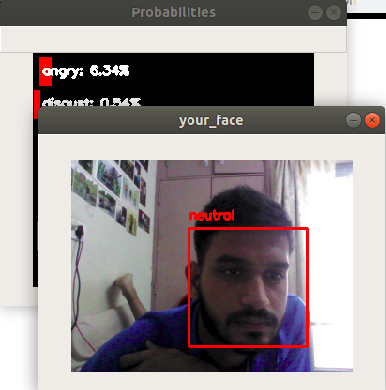 Probabilities
angry: 6.34%
disgust: 0.54%
your_face
neutral